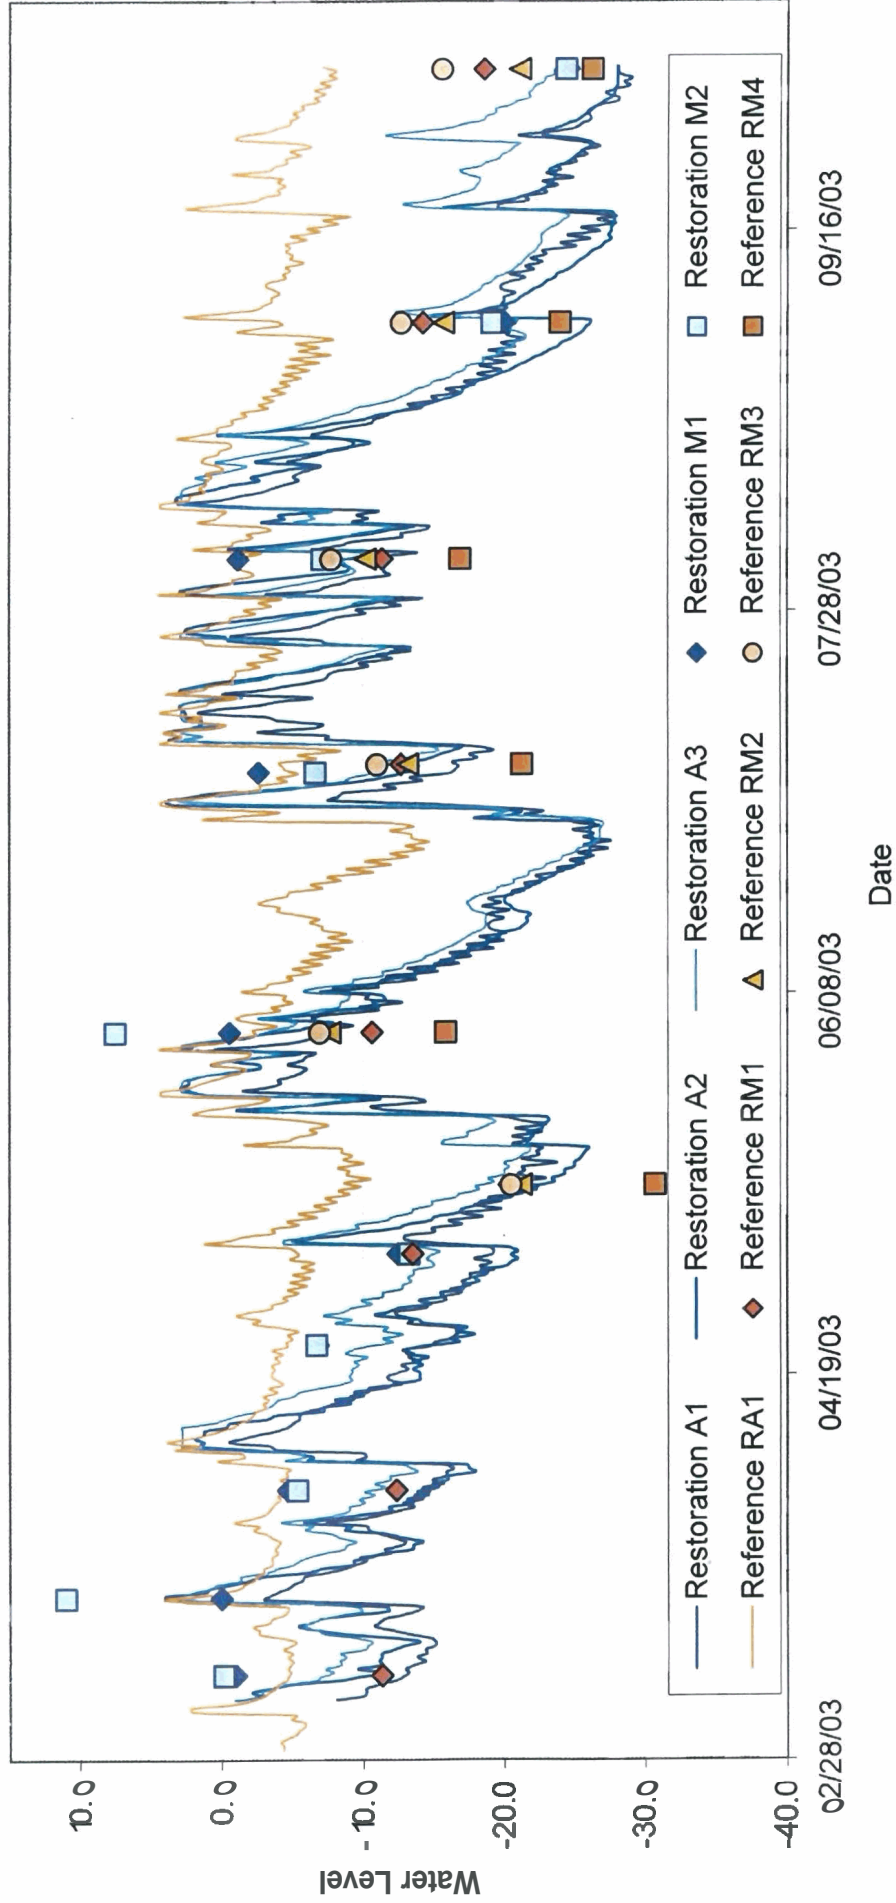 10.0
0.0
-10.0
-20.0
-30.0
-40.0
Water Level
02/28/03
04/19/03
06/08/03
07/28/03
09/16/03
Date
Restoration A1
Restoration A2
Restoration A3
Restoration M1
Restoration M2
Reference RA1
Reference RM1
Reference RM2
Reference RM3
Reference RM4